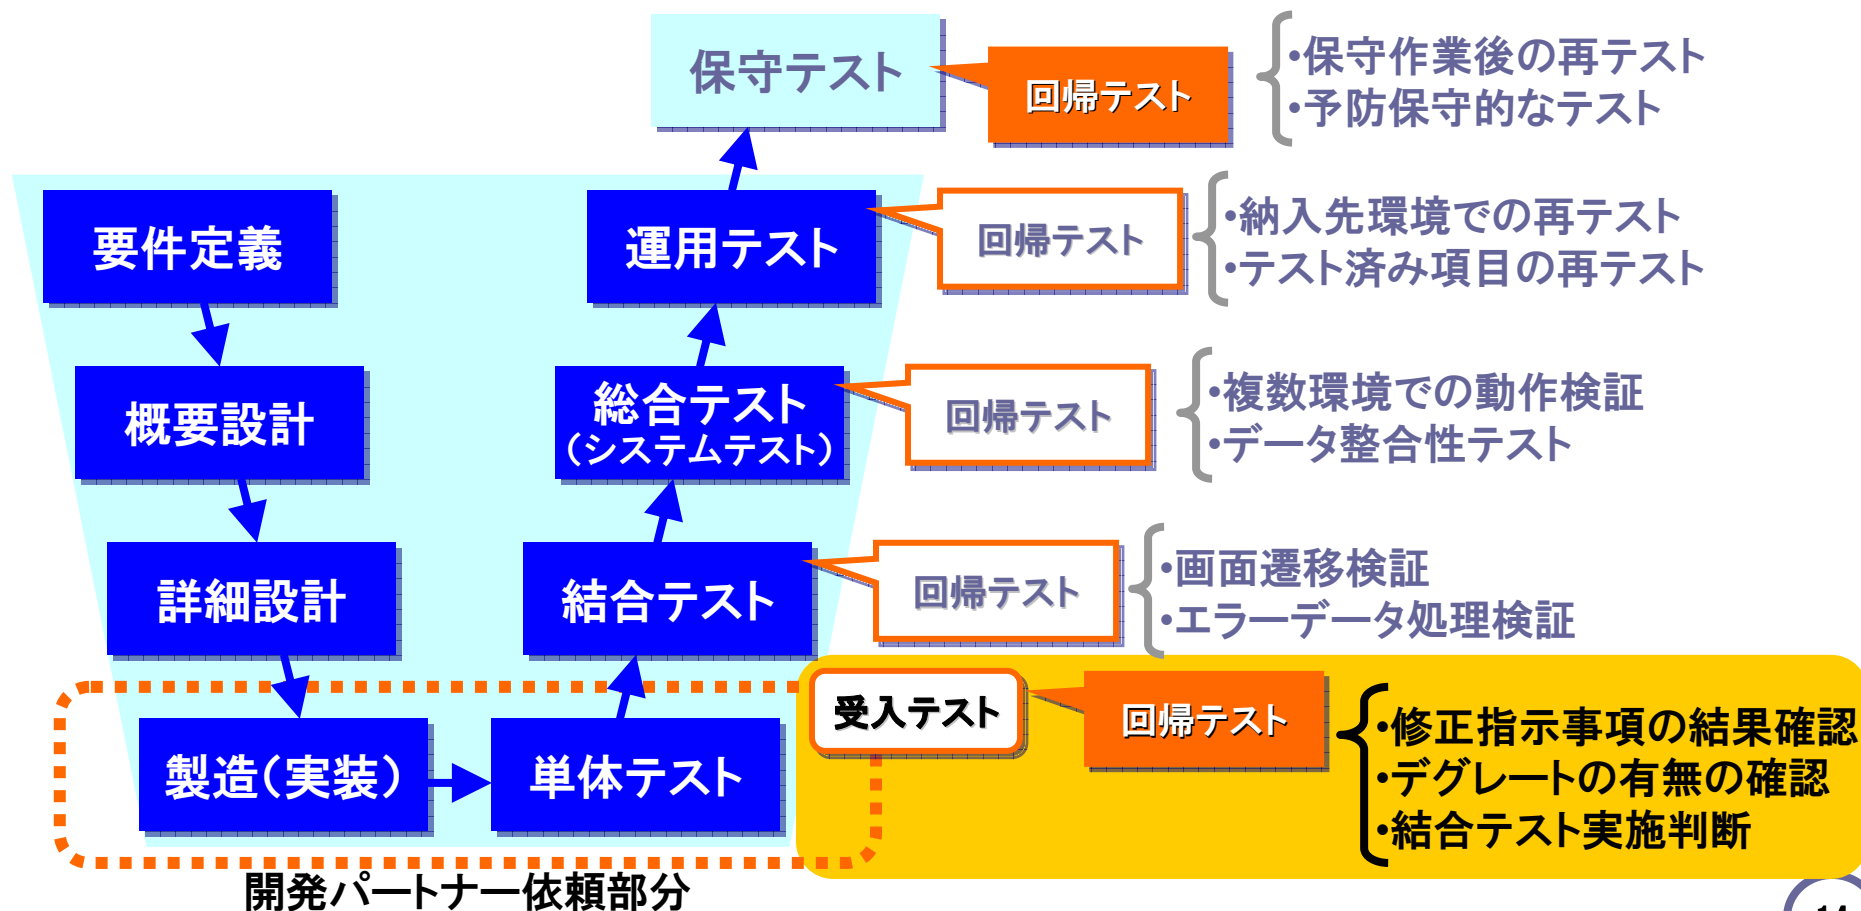 保守テスト
回帰テスト
・保守作業後の再テスト
・予防保守的なテスト
要件定義
運用テスト
回帰テスト
・納入先環境での再テスト
・テスト済み項目の再テスト
概要設計
総合テスト
（システムテスト）
回帰テスト
・複数環境での動作検証
・データ整合性テスト
詳細設計
結合テスト
回帰テスト
・画面遷移検証
・エラーデータ処理検証
製造（実装）
単体テスト
受入テスト
回帰テスト
・修正指示事項の結果確認
・デグレートの有無の確認
・結合テスト実施判断
開発パートナー依頼部分